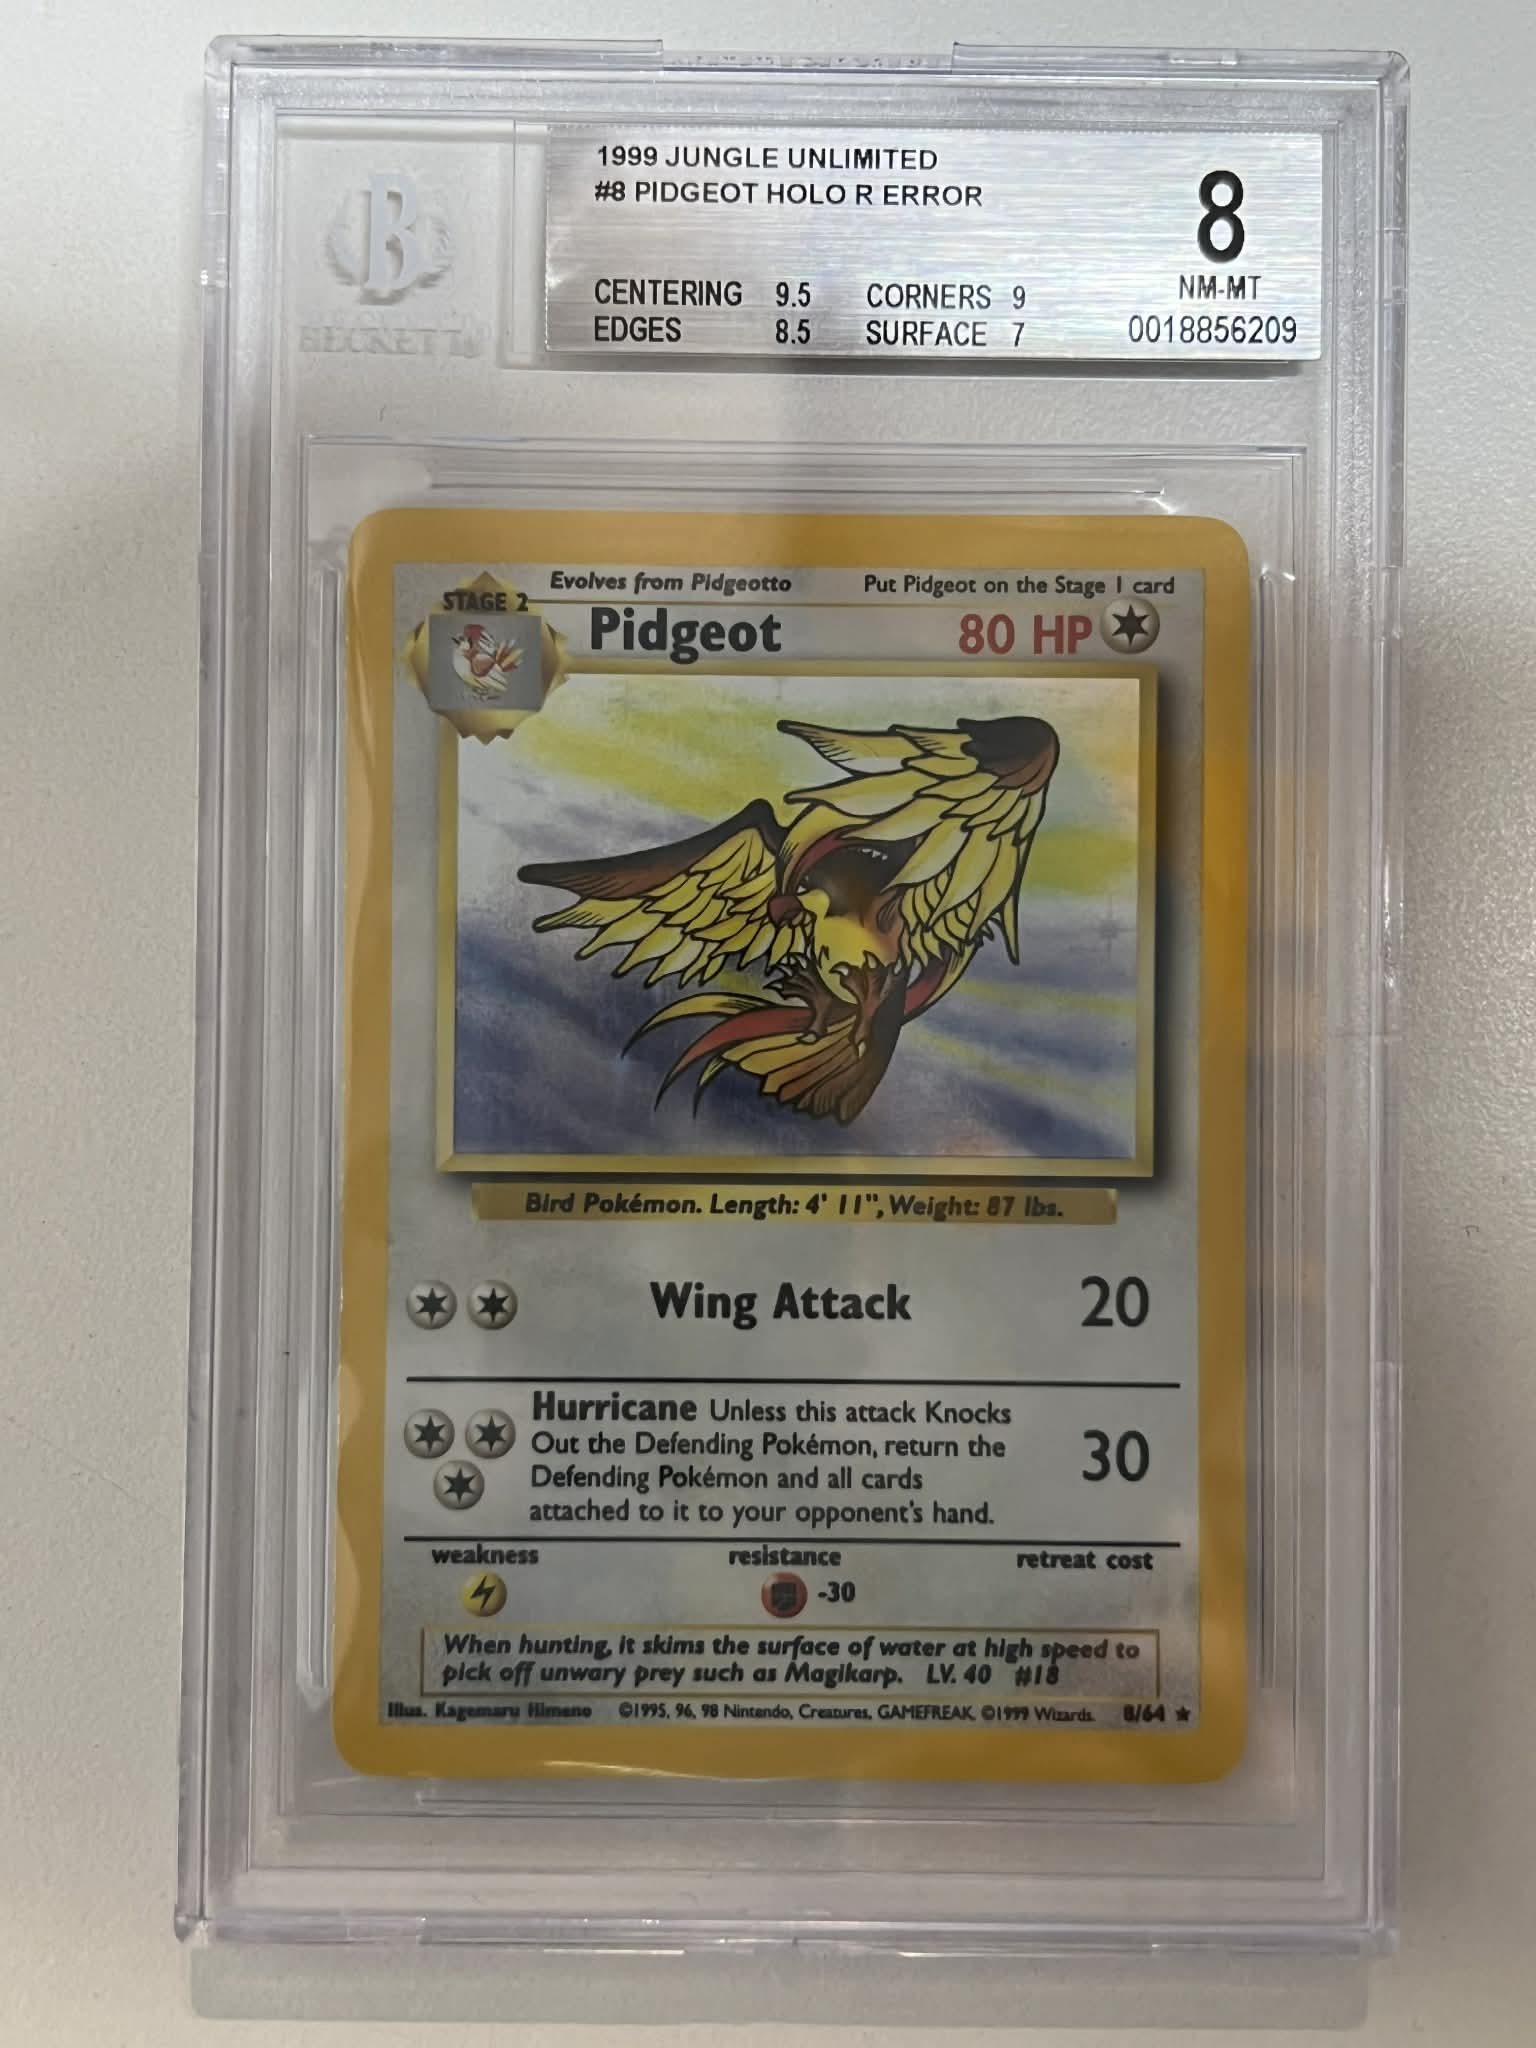 1999 JUNGLE UNLIMITED
#8 PIDGEOT HOLO R ERROR
8
NM-MT
0018856209
CENTERING 9.5 CORNERS 9
EDGES 8.5 SURFACE 7
B
BECKETT
Evolves from Pidgeotto Put Pidgeot on the Stage 1 card
STAGE 2
Pidgeot 80 HP
Bird Pokémon. Length: 4' 11", Weight: 87 lbs.
Wing Attack 20
Hurricane Unless this attack Knocks
Out the Defending Pokémon, return the
Defending Pokémon and all cards
attached to it to your opponent's hand.
30
weakness resistance retreat cost
-30
When hunting, it skims the surface of water at high speed to
pick off unwary prey such as Magikarp. LV. 40 #18
Illus. Kagemaru Himeno ©1995, 96, 98 Nintendo, Creatures, GAMEFREAK. ©1999 Wizards. 8/64 ★